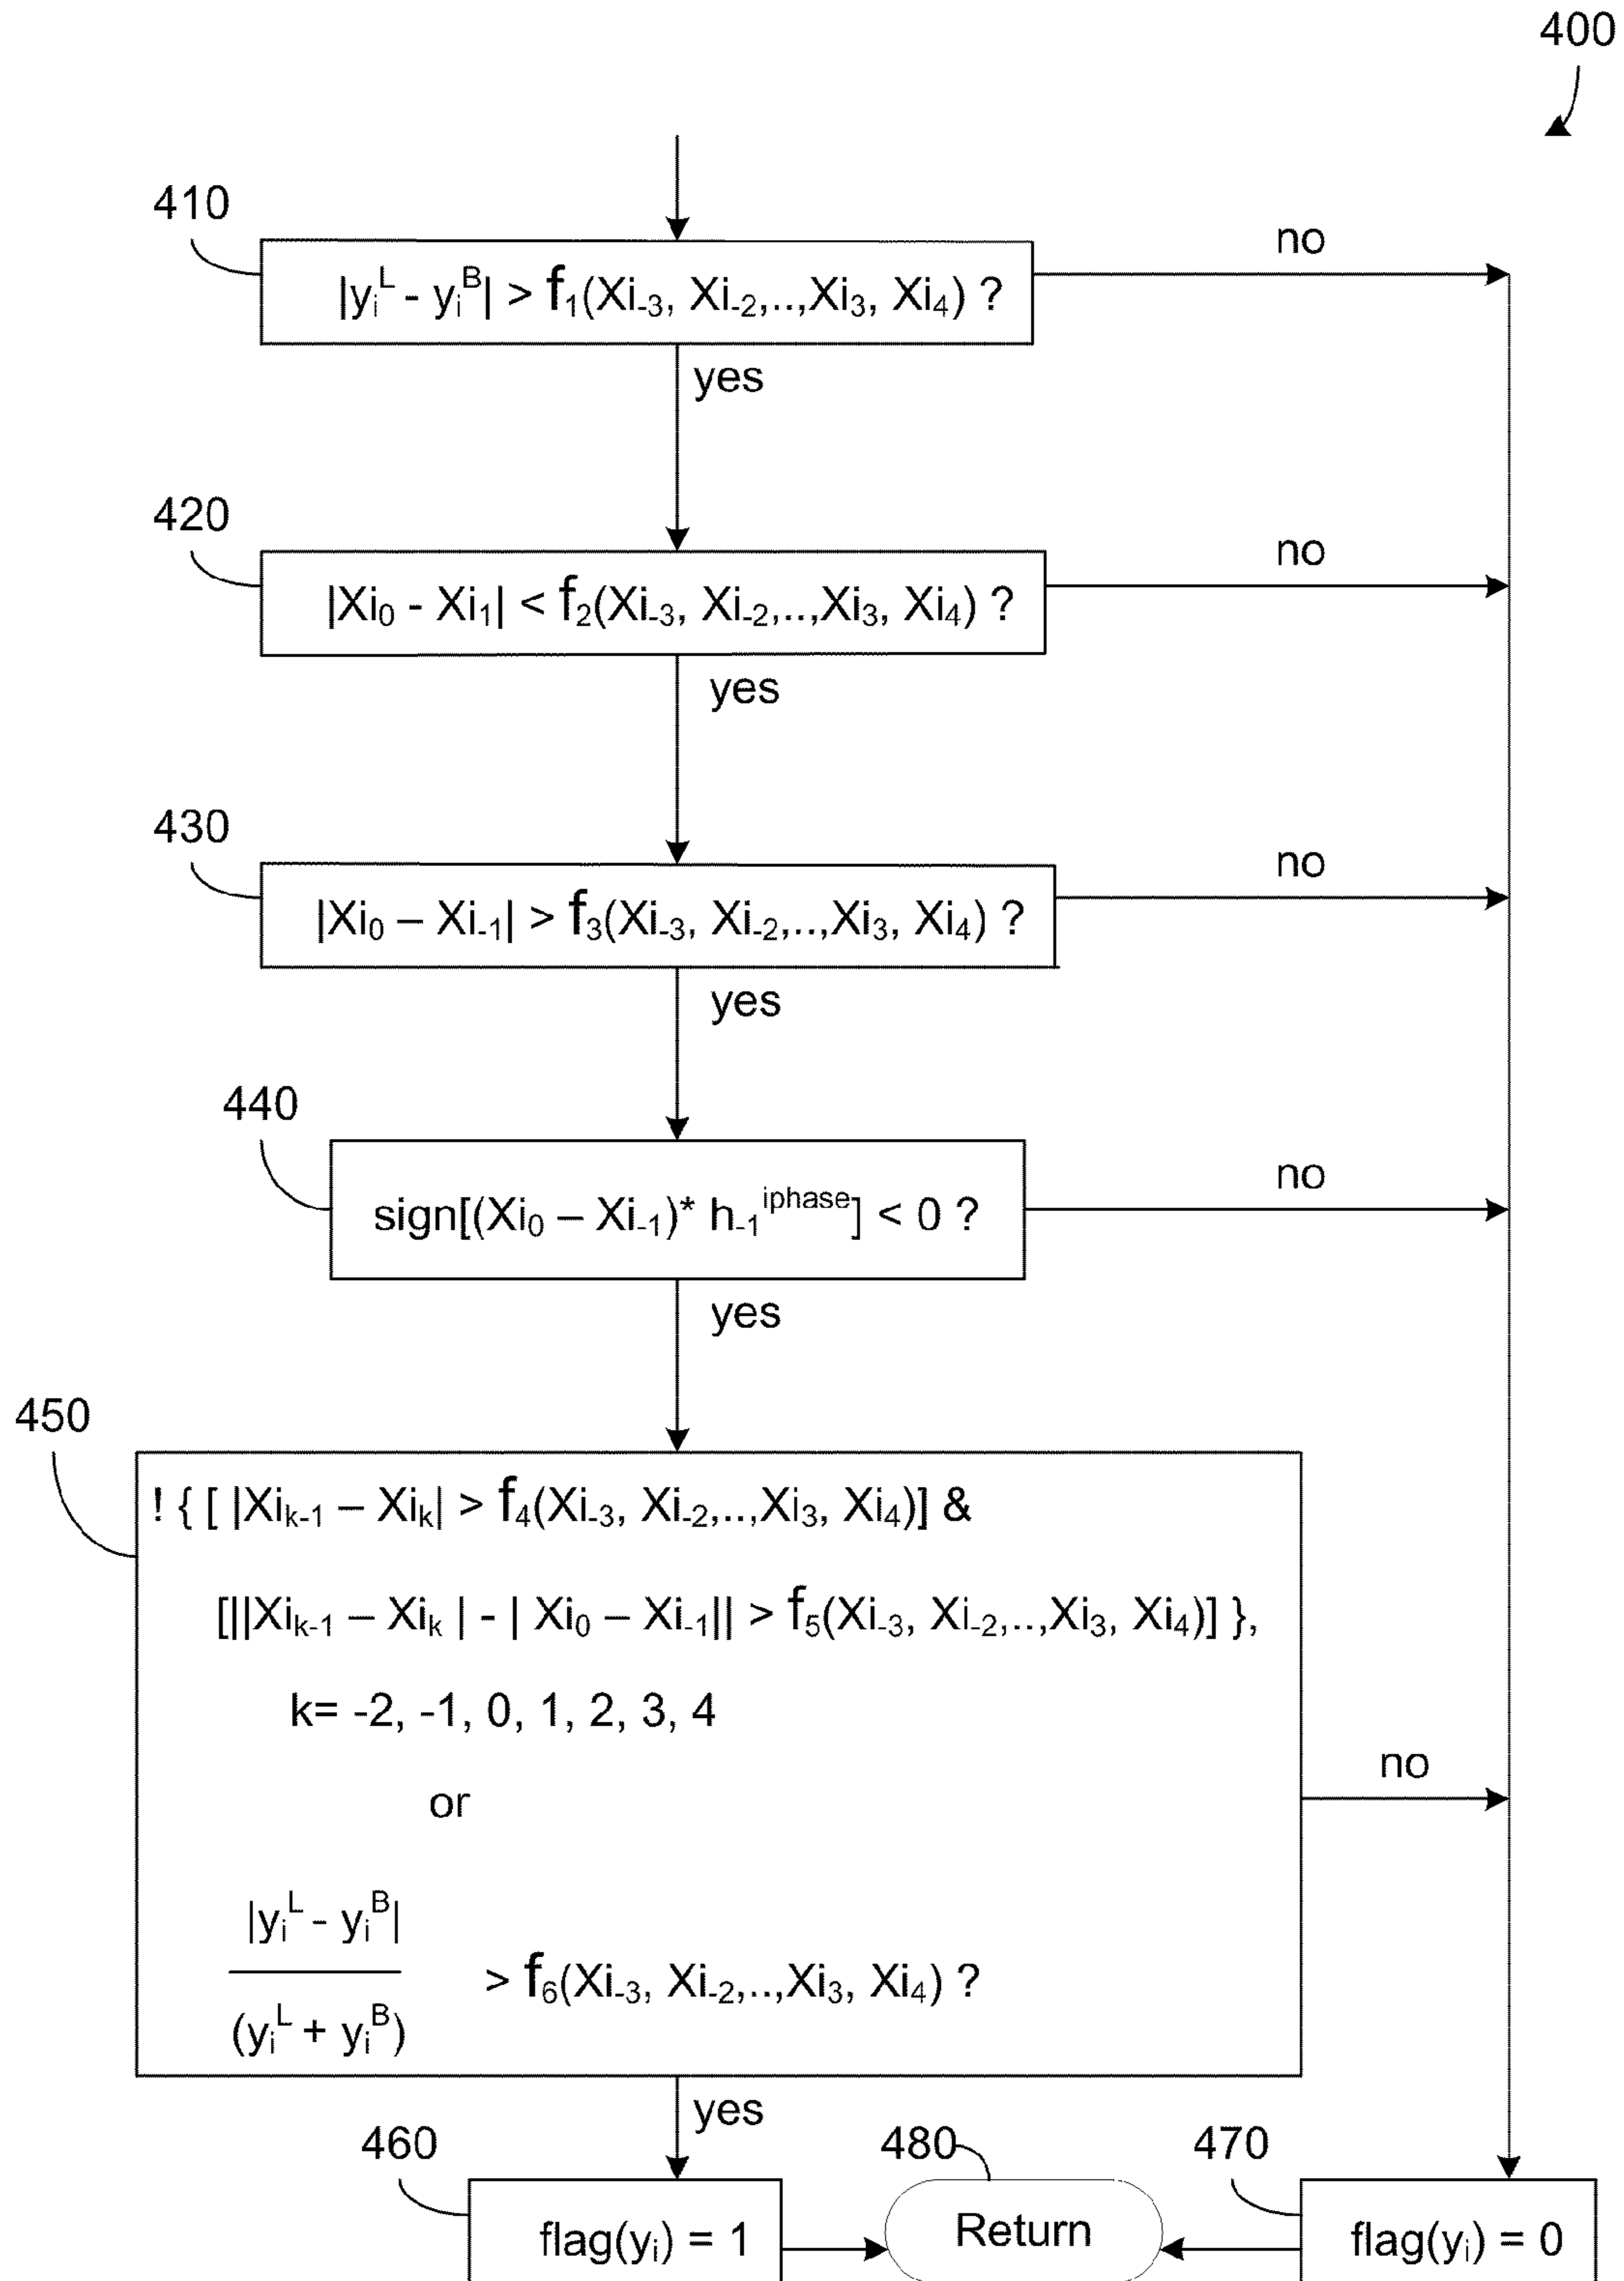 400
410
|yᵢᴸ - yᵢᴮ| > f₁(Xi₋₃, Xi₋₂,..,Xi₃, Xi₄) ?
no
yes
420
|Xi₀ - Xi₁| < f₂(Xi₋₃, Xi₋₂,..,Xi₃, Xi₄) ?
no
yes
430
|Xi₀ – Xi₋₁| > f₃(Xi₋₃, Xi₋₂,..,Xi₃, Xi₄) ?
no
yes
440
sign[(Xi₀ – Xi₋₁)* h₋₁ⁱᵖʰᵃˢᵉ] < 0 ?
no
yes
450
! { [ |Xiₖ₋₁ – Xiₖ| > f₄(Xi₋₃, Xi₋₂,..,Xi₃, Xi₄)] &
[||Xiₖ₋₁ – Xiₖ | - | Xi₀ – Xi₋₁|| > f₅(Xi₋₃, Xi₋₂,..,Xi₃, Xi₄)] },
k= -2, -1, 0, 1, 2, 3, 4
or
no
|yᵢᴸ - yᵢᴮ|
> f₆(Xi₋₃, Xi₋₂,..,Xi₃, Xi₄) ?
(yᵢᴸ + yᵢᴮ)
yes
460
480
470
flag(yᵢ) = 1
Return
flag(yᵢ) = 0